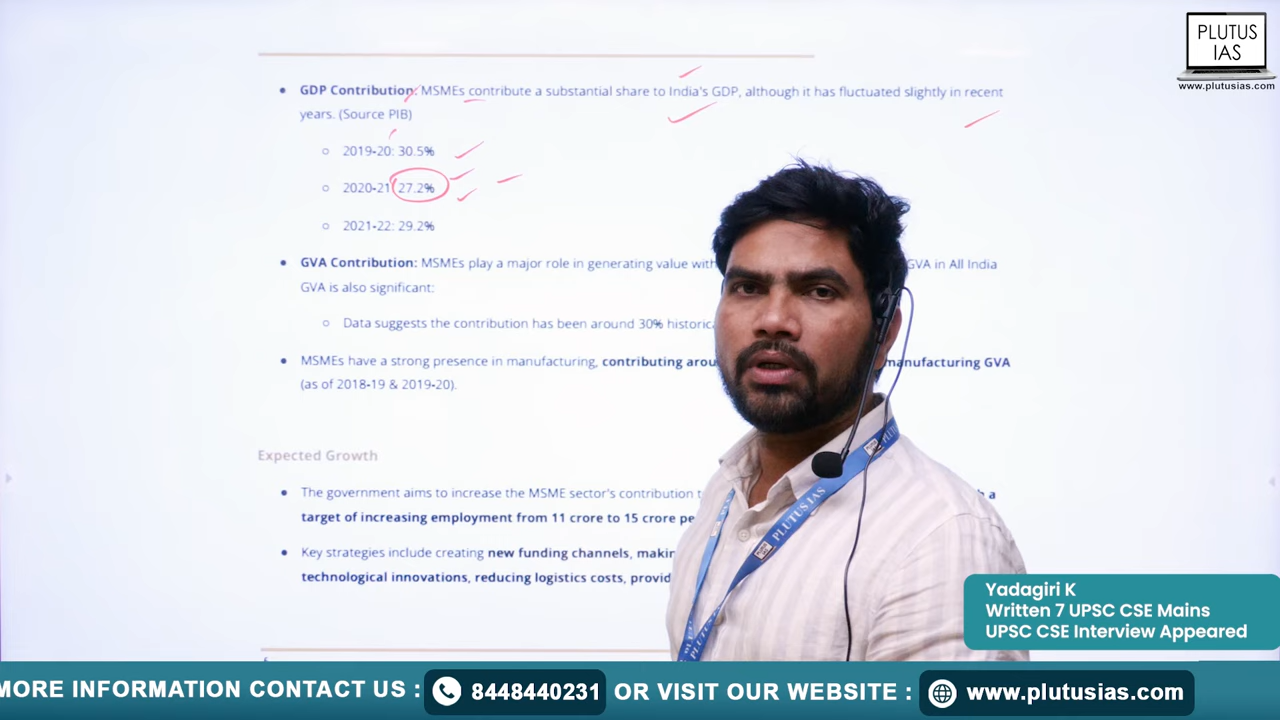 PLUTUS
IAS
www.plutusias.com
• GDP Contribution: MSMEs contribute a substantial share to India's GDP, although it has fluctuated slightly in recent
years. (Source PIB)
○ 2019-20: 30.5%
○ 2020-21 27.2%
○ 2021-22: 29.2%
• GVA Contribution: MSMEs play a major role in generating value with GVA in All India
GVA is also significant:
○ Data suggests the contribution has been around 30%
• MSMEs have a strong presence in manufacturing, contributing manufacturing GVA
(as of 2018-19 & 2019-20).
Expected Growth
• The government aims to increase the MSME sector's contribution a
target of increasing employment from 11 crore to 15 crore
• Key strategies include creating new funding channels,
technological innovations, reducing logistics costs,
PLUTUS IAS
Yadagiri K
Written 7 UPSC CSE Mains
UPSC CSE Interview Appeared
MORE INFORMATION CONTACT US : 8448440231 OR VISIT OUR WEBSITE : www.plutusias.com